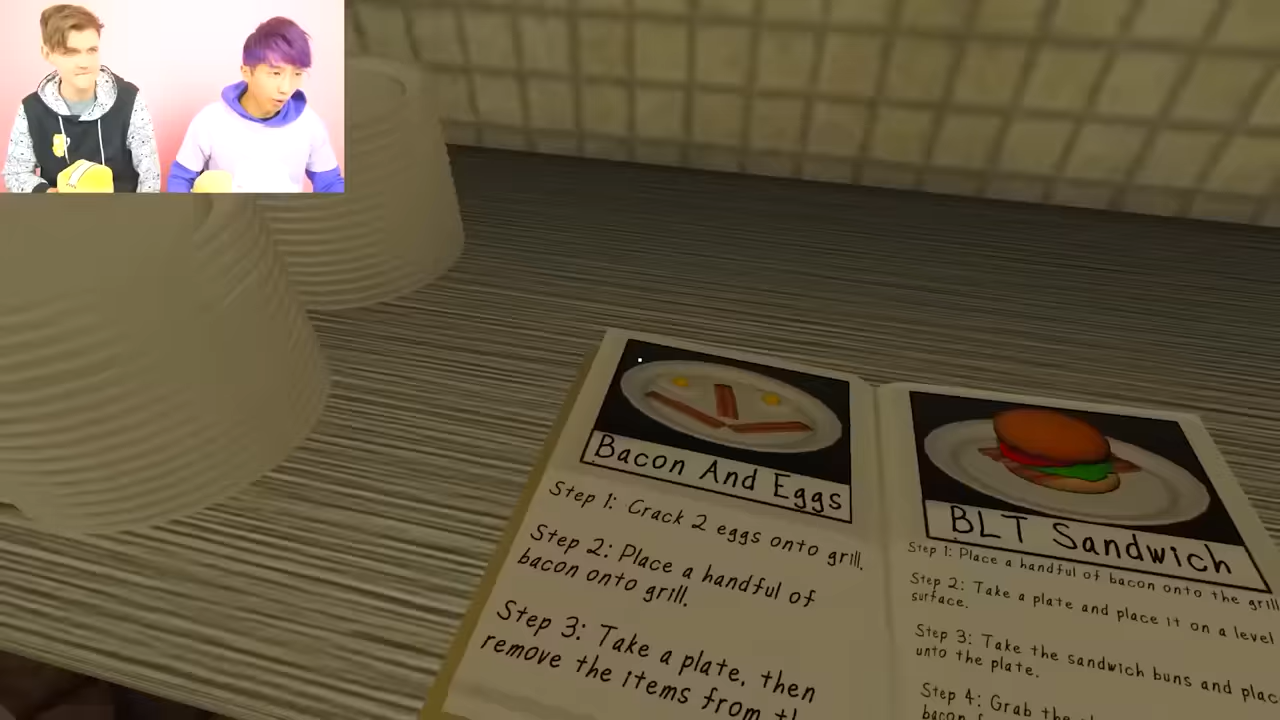 Bacon And Eggs
Step 1: Crack 2 eggs onto grill.
Step 2: Place a handful of
bacon onto grill.
Step 3: Take a plate, then
remove the items from
BLT Sandwich
Step 1: Place a handful of bacon onto the grill
Step 2: Take a plate and place it on a level
surface.
Step 3: Take the sandwich buns and
unto the plate.
Step 4: Grab the
bacon